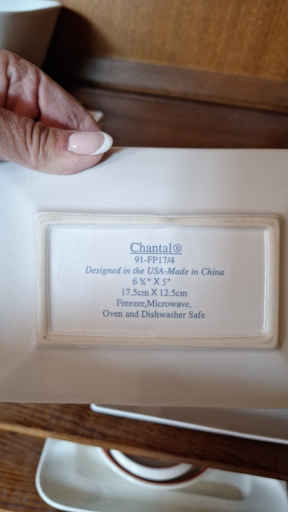 Chantal®
91-FP17/4
Designed in the USA-Made in China
6 ¾" X 5"
17.5cm X 12.5cm
Freezer,Microwave,
Oven and Dishwasher Safe